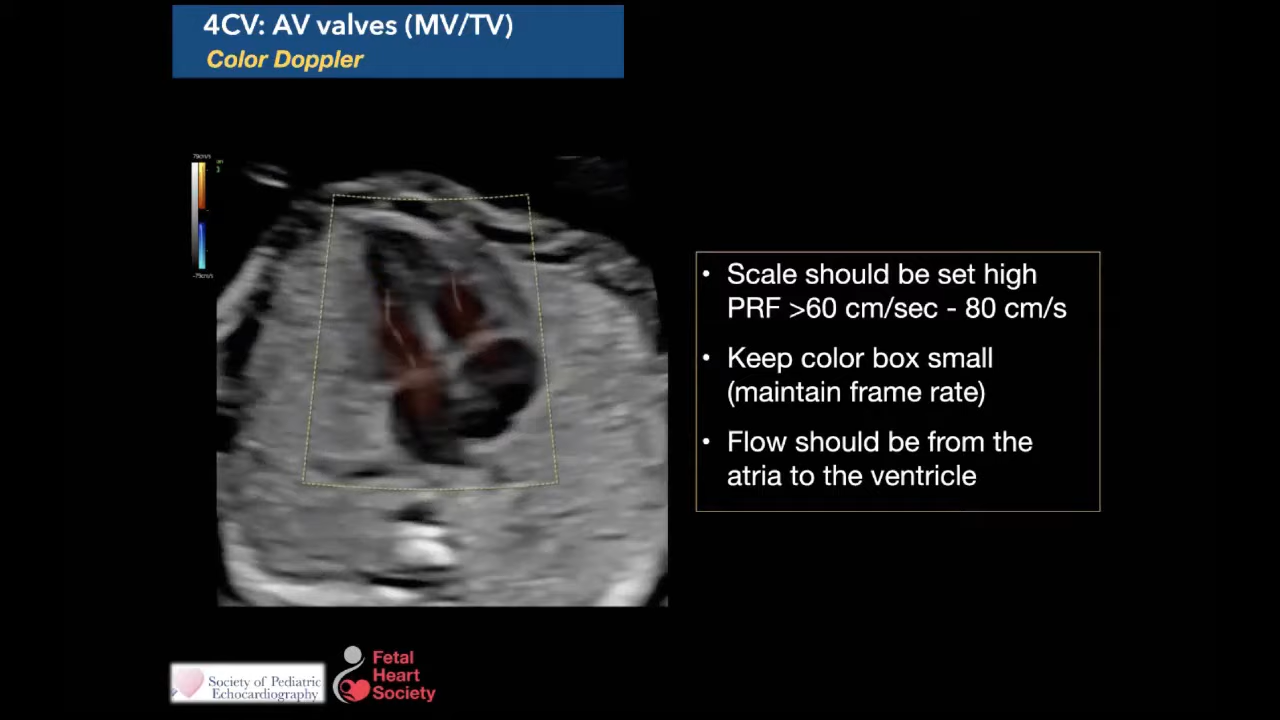 4CV: AV valves (MV/TV)
Color Doppler
79cm/s
-79cm/s
• Scale should be set high
PRF >60 cm/sec - 80 cm/s
• Keep color box small
(maintain frame rate)
• Flow should be from the
atria to the ventricle
Society of Pediatric
Echocardiography
Fetal
Heart
Society